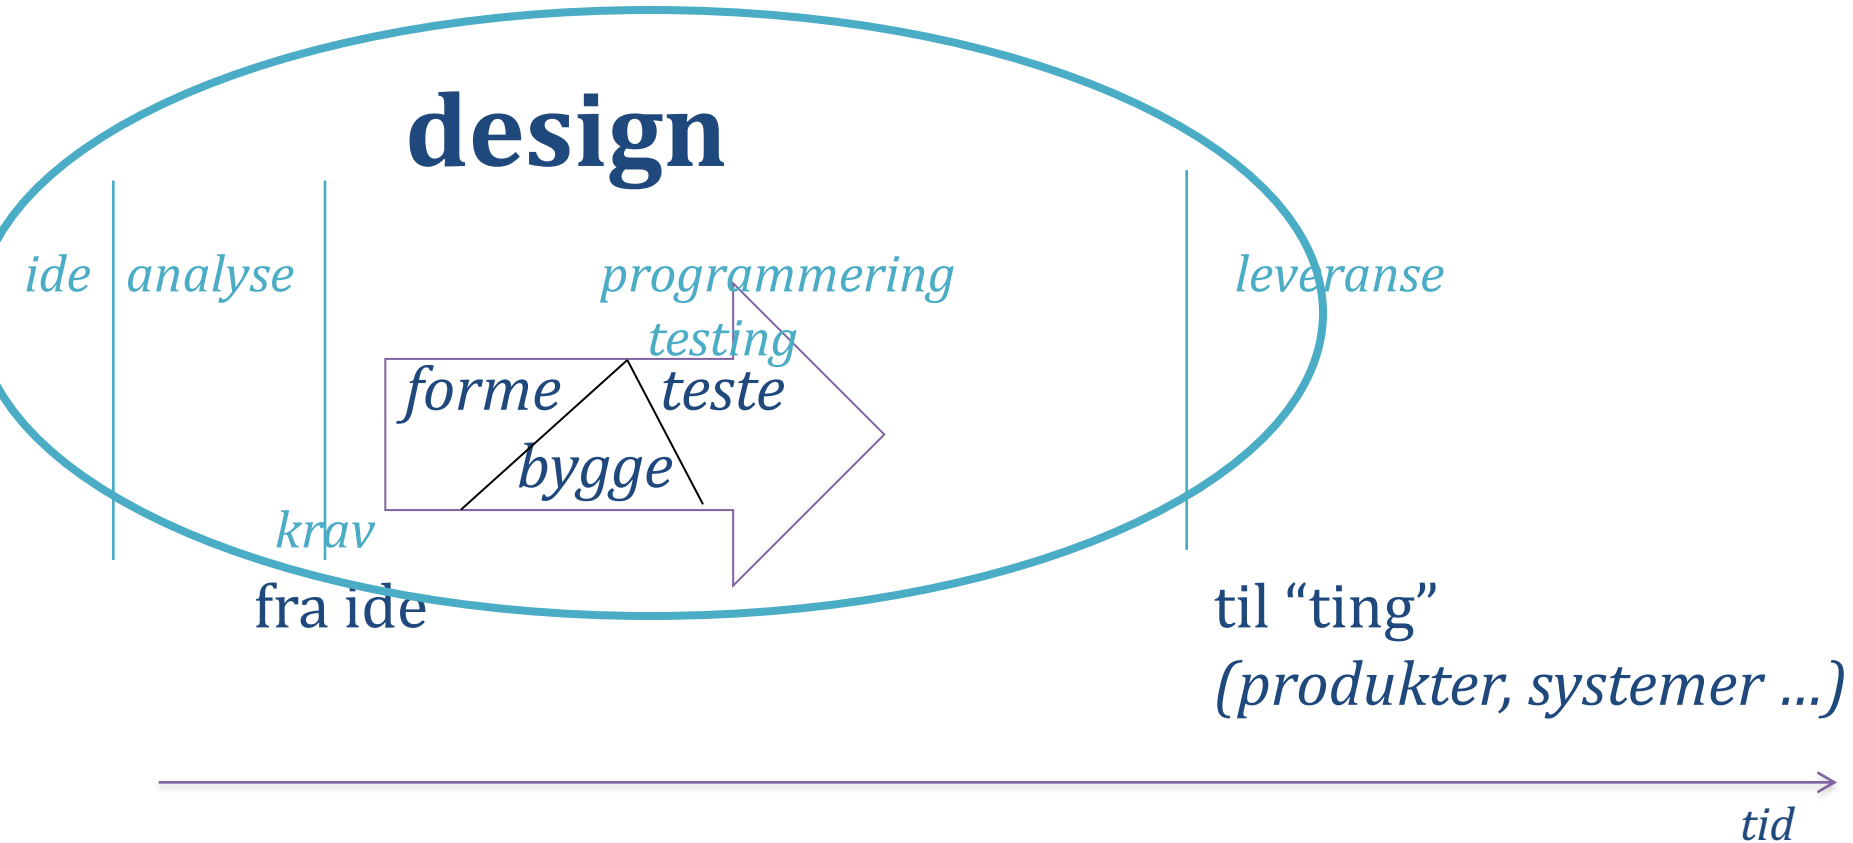 design
ide
analyse
programmering
leveranse
testing
forme
teste
bygge
krav
fra ide
til “ting”
(produkter, systemer ...)
tid